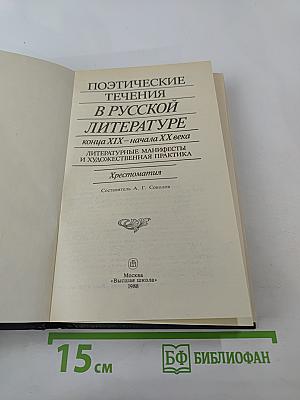 ПОЭТИЧЕСКИЕ
ТЕЧЕНИЯ
В РУССКОЙ
ЛИТЕРАТУРЕ
конца XIX – начала XX века
ЛИТЕРАТУРНЫЕ МАНИФЕСТЫ
И ХУДОЖЕСТВЕННАЯ ПРАКТИКА
Хрестоматия
Составитель А. Г. Соколов
Москва
«Высшая школа»
1988
15 см
БФ БИБЛИОФАН